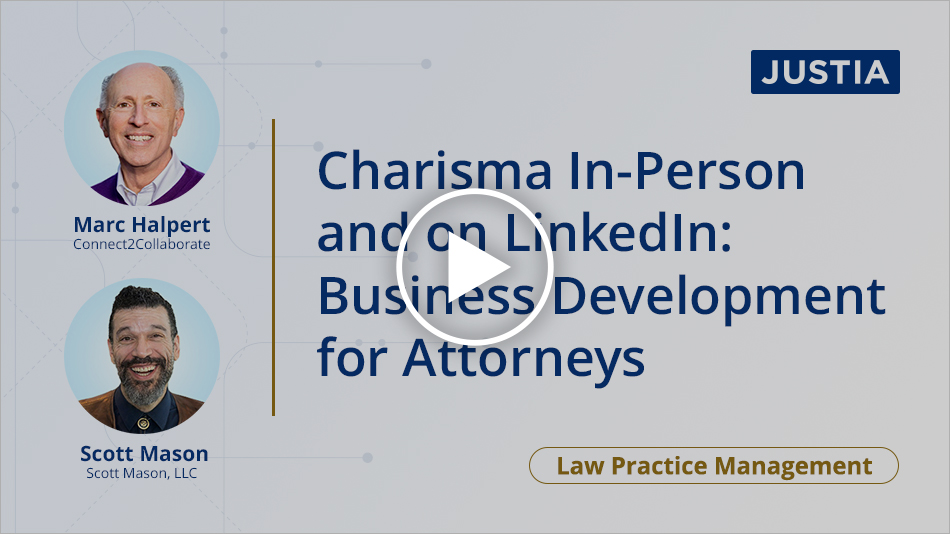 JUSTIA
Marc Halpert
Connect2Collaborate
Scott Mason
Scott Mason, LLC
Charisma In-Person
and on LinkedIn:
Business Development
for Attorneys
Law Practice Management